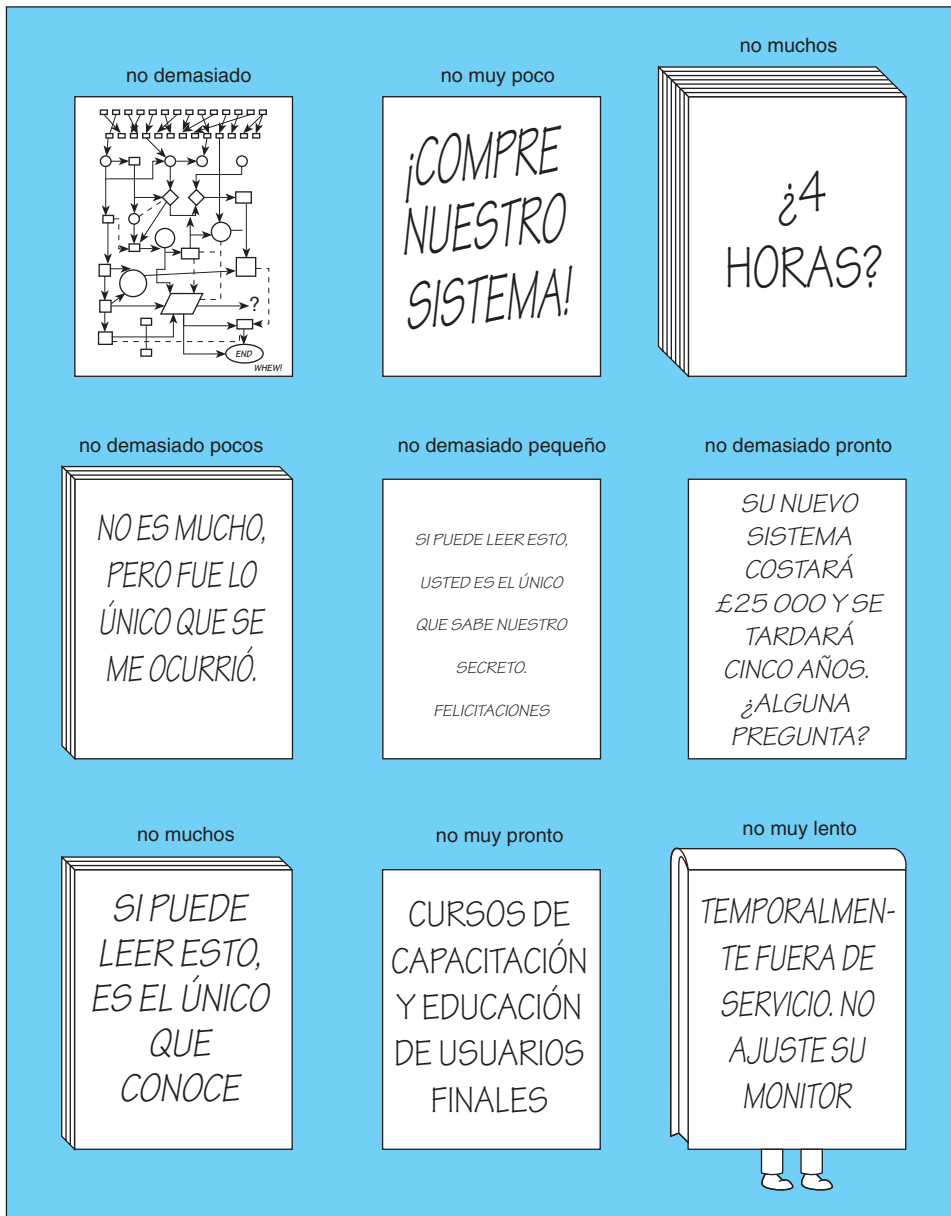 no demasiado
?
END
WHEW!
no muy poco
¡COMPRE
NUESTRO
SISTEMA!
no muchos
¿4
HORAS?
no demasiado pocos
NO ES MUCHO,
PERO FUE LO
ÚNICO QUE SE
ME OCURRIÓ.
no demasiado pequeño
SI PUEDE LEER ESTO,
USTED ES EL ÚNICO
QUE SABE NUESTRO
SECRETO.
FELICITACIONES
no demasiado pronto
SU NUEVO
SISTEMA
COSTARÁ
£25 000 Y SE
TARDARÁ
CINCO AÑOS.
¿ALGUNA
PREGUNTA?
no muchos
SI PUEDE
LEER ESTO,
ES EL ÚNICO
QUE
CONOCE
no muy pronto
CURSOS DE
CAPACITACIÓN
Y EDUCACIÓN
DE USUARIOS
FINALES
no muy lento
TEMPORALMEN-
TE FUERA DE
SERVICIO. NO
AJUSTE SU
MONITOR